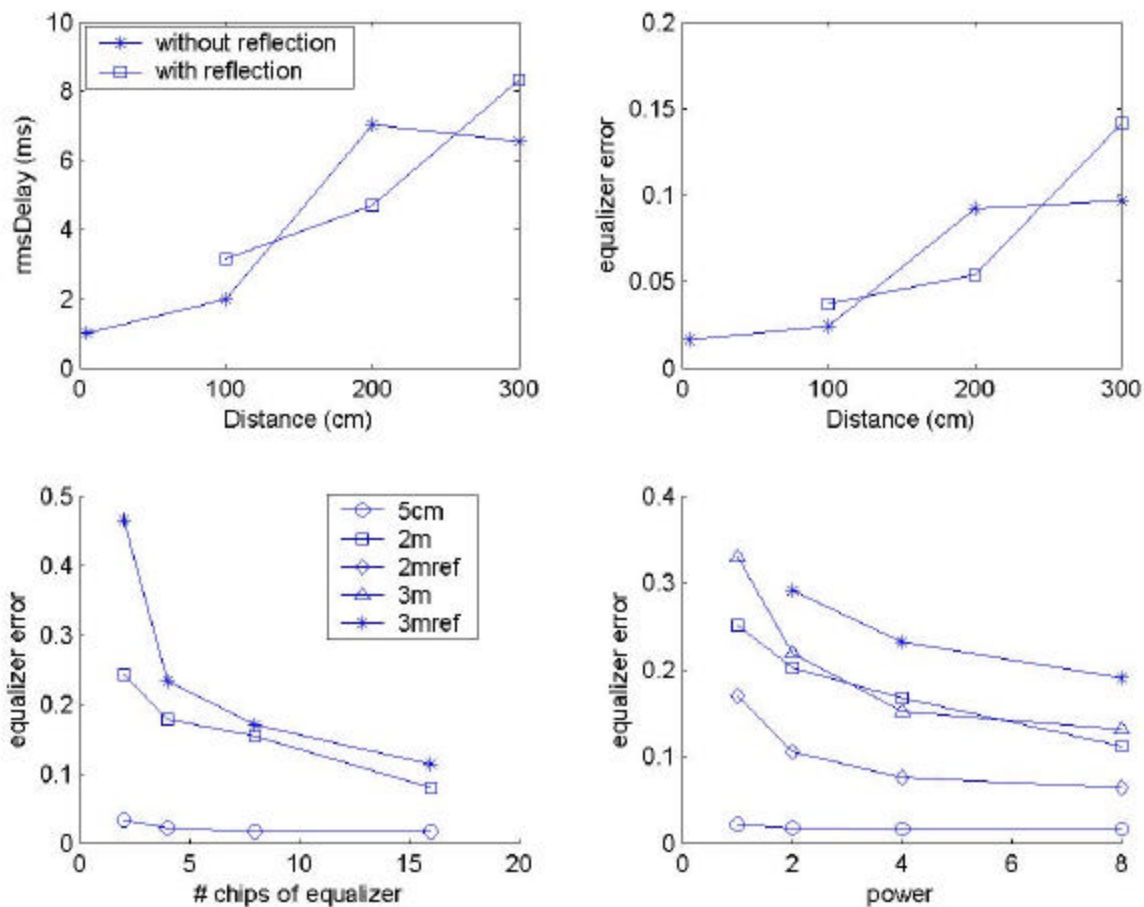 10
8
6
4
2
0
rmsDelay (ms)
without reflection
with reflection
0 100 200 300
Distance (cm)
0.2
0.15
0.1
0.05
0
equalizer error
0 100 200 300
Distance (cm)
0.5
0.4
0.3
0.2
0.1
0
equalizer error
5cm
2m
2mref
3m
3mref
0 5 10 15 20
# chips of equalizer
0.4
0.3
0.2
0.1
0
equalizer error
0 2 4 6 8
power